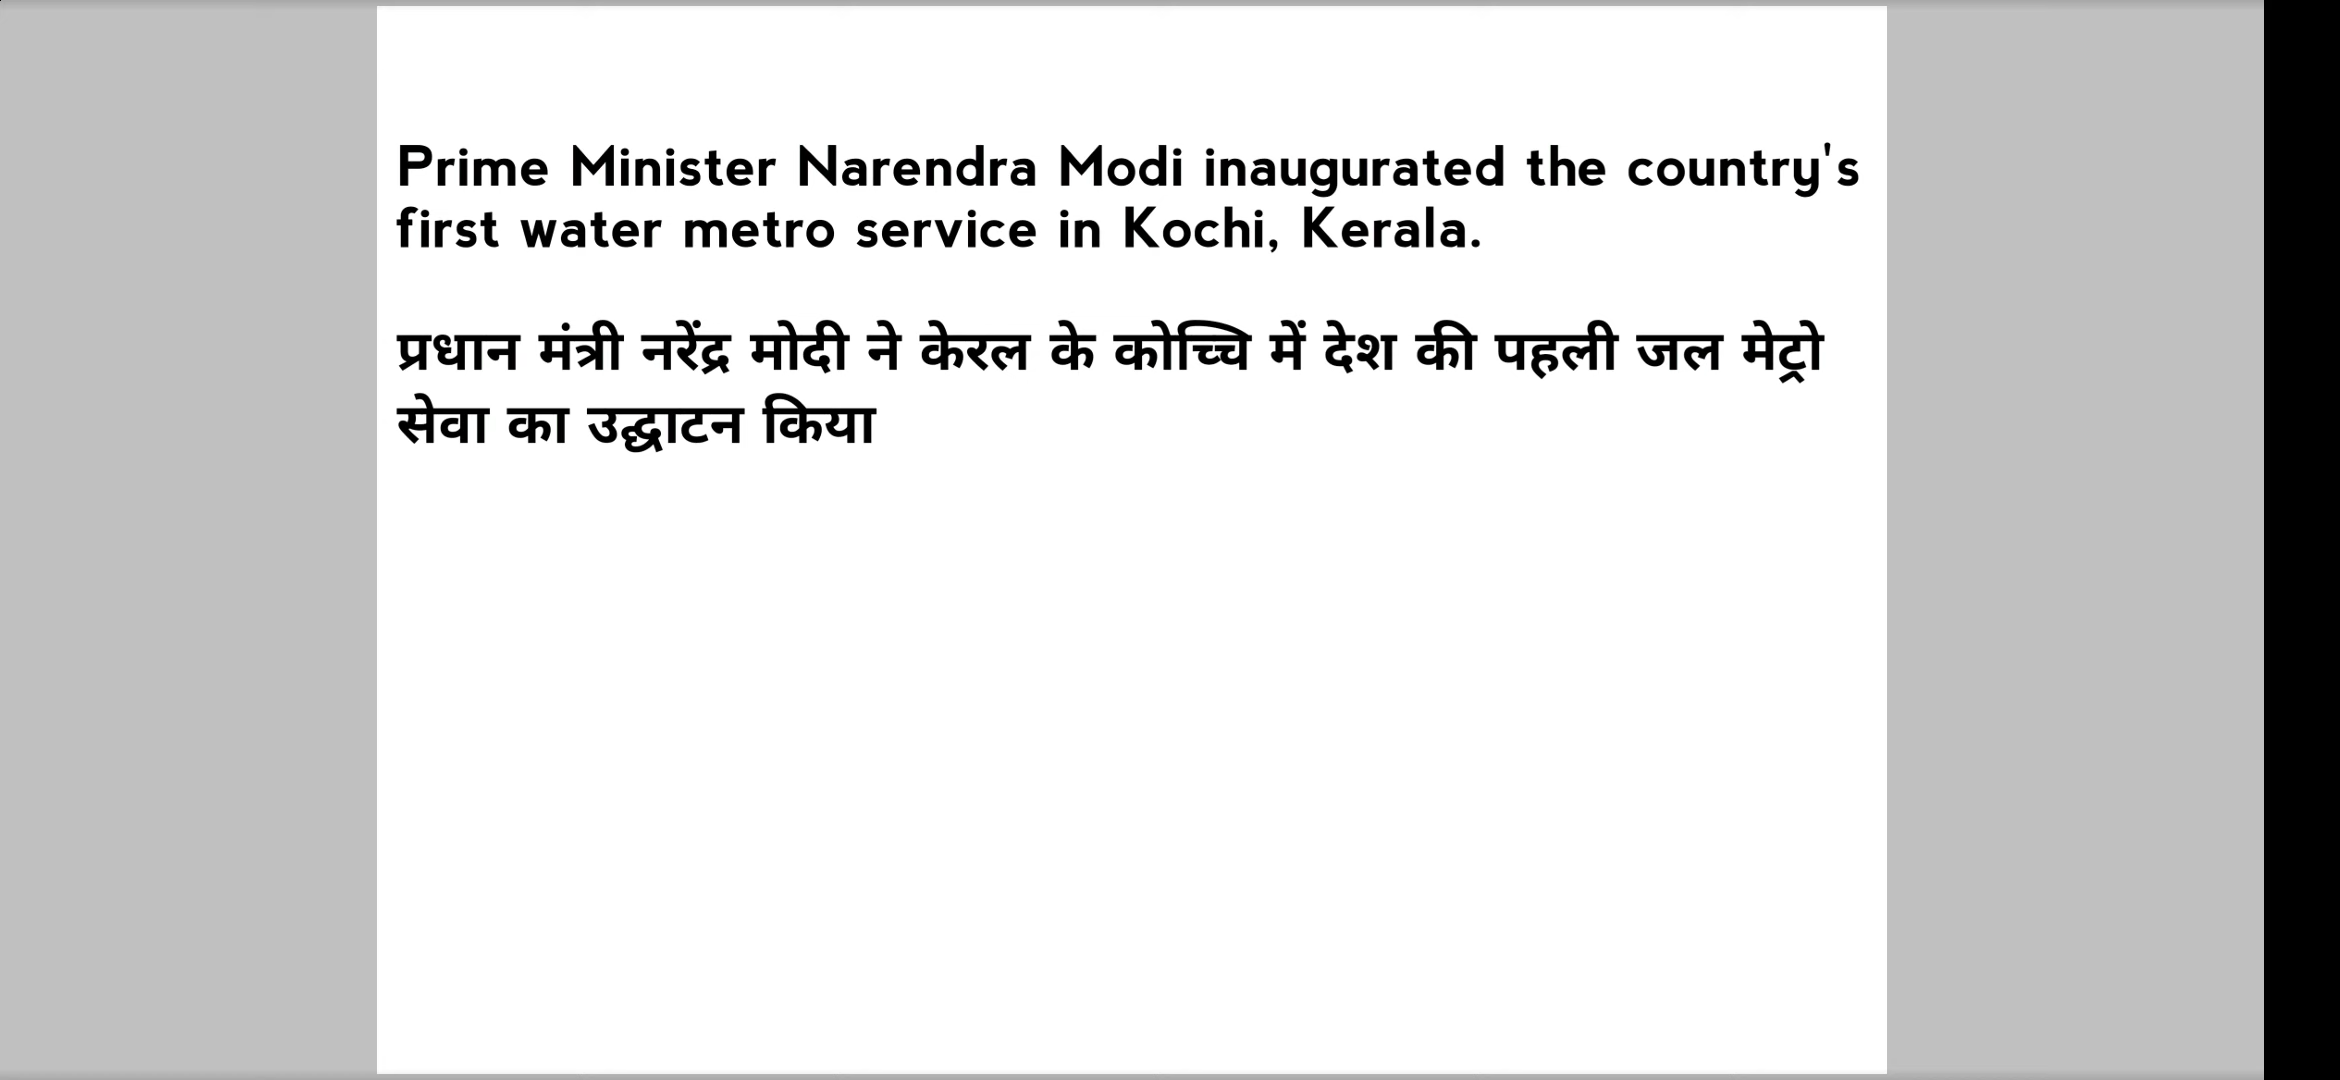 Prime Minister Narendra Modi inaugurated the country's
first water metro service in Kochi, Kerala.
प्रधान मंत्री नरेंद्र मोदी ने केरल के कोच्चि में देश की पहली जल मेट्रो
सेवा का उद्घाटन किया